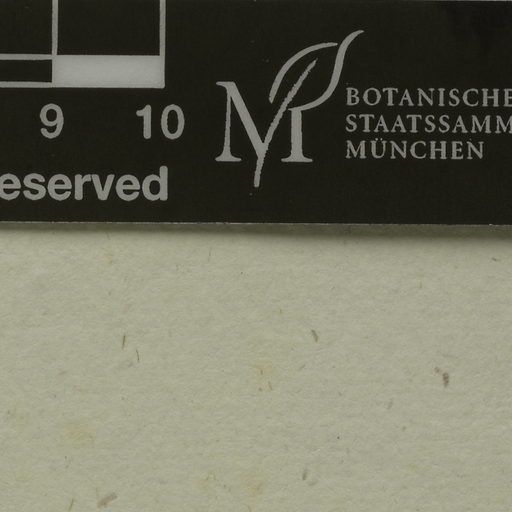 9 10
eserved
M
BOTANISCHE
STAATSSAMM
MÜNCHEN